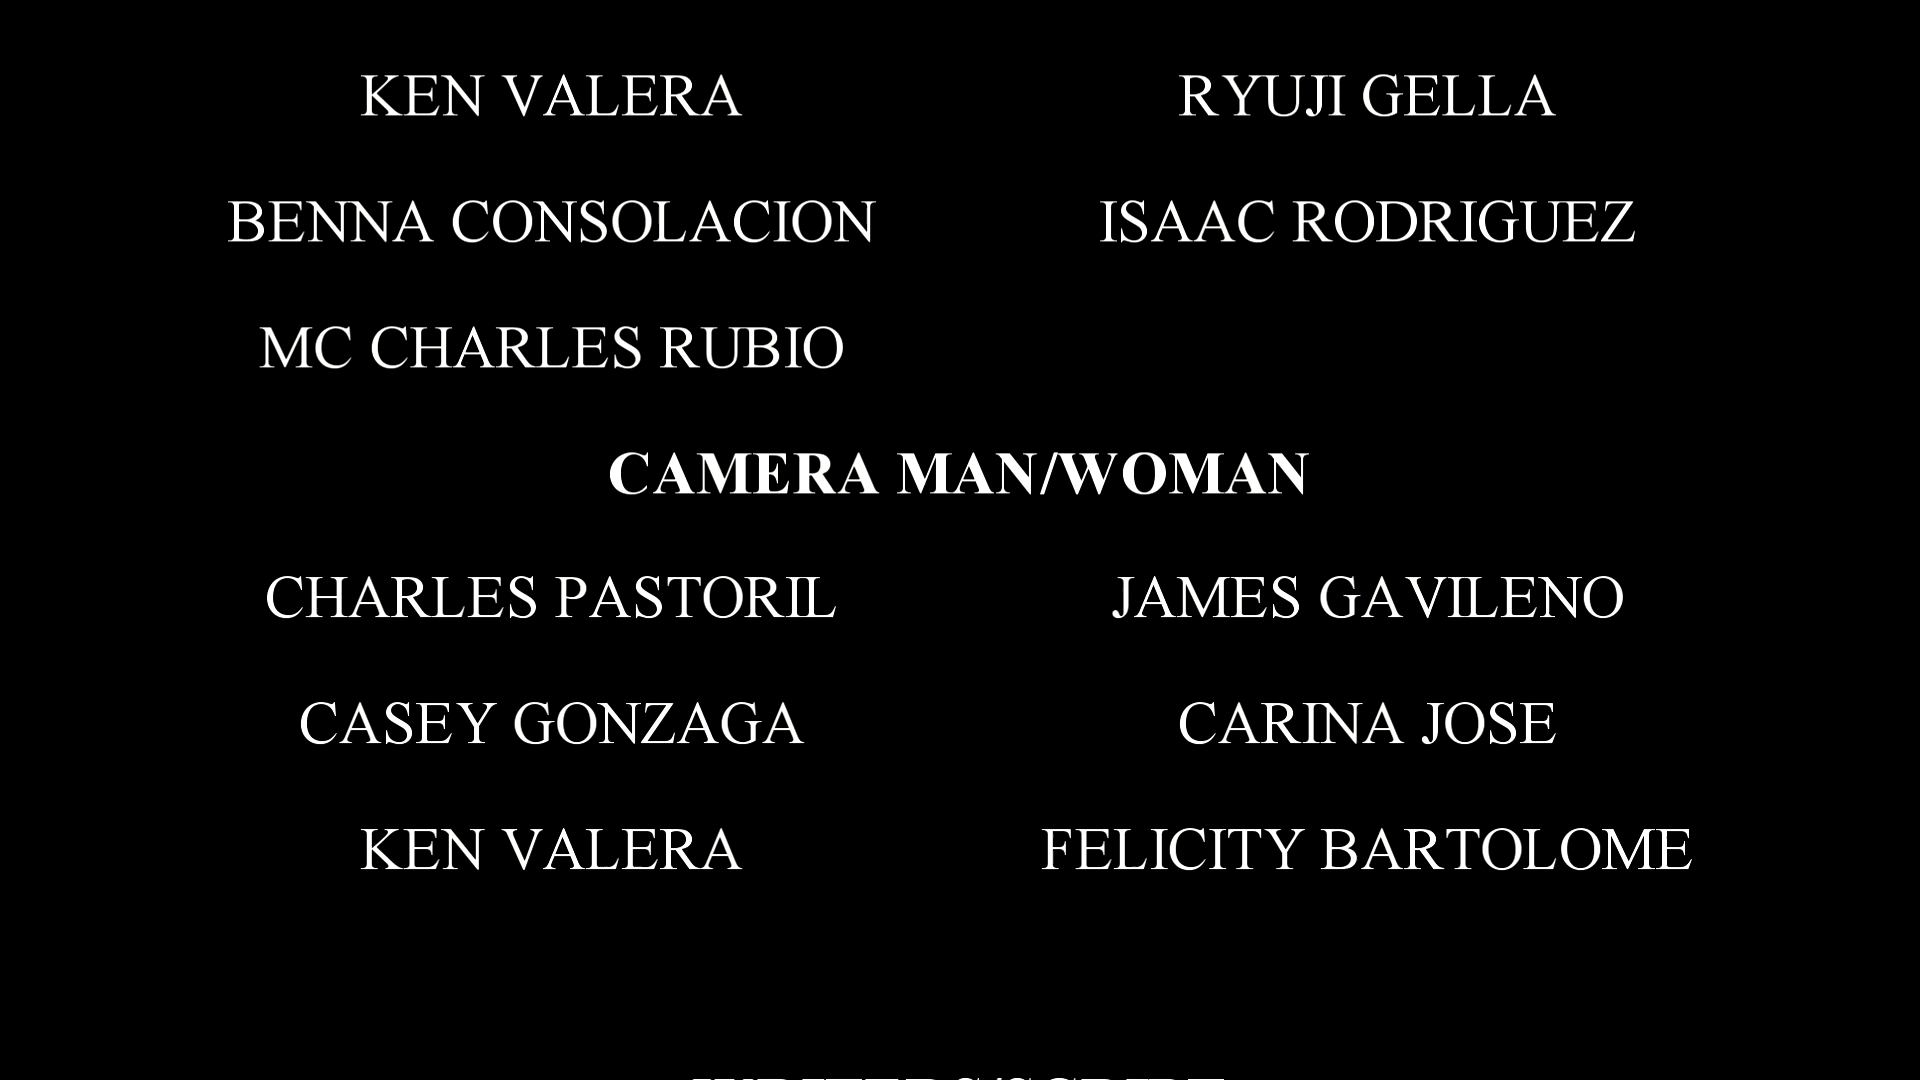 KEN VALERA RYUJI GELLA
BENNA CONSOLACION ISAAC RODRIGUEZ
MC CHARLES RUBIO
CAMERA MAN/WOMAN
CHARLES PASTORIL JAMES GAVILENO
CASEY GONZAGA CARINA JOSE
KEN VALERA FELICITY BARTOLOME